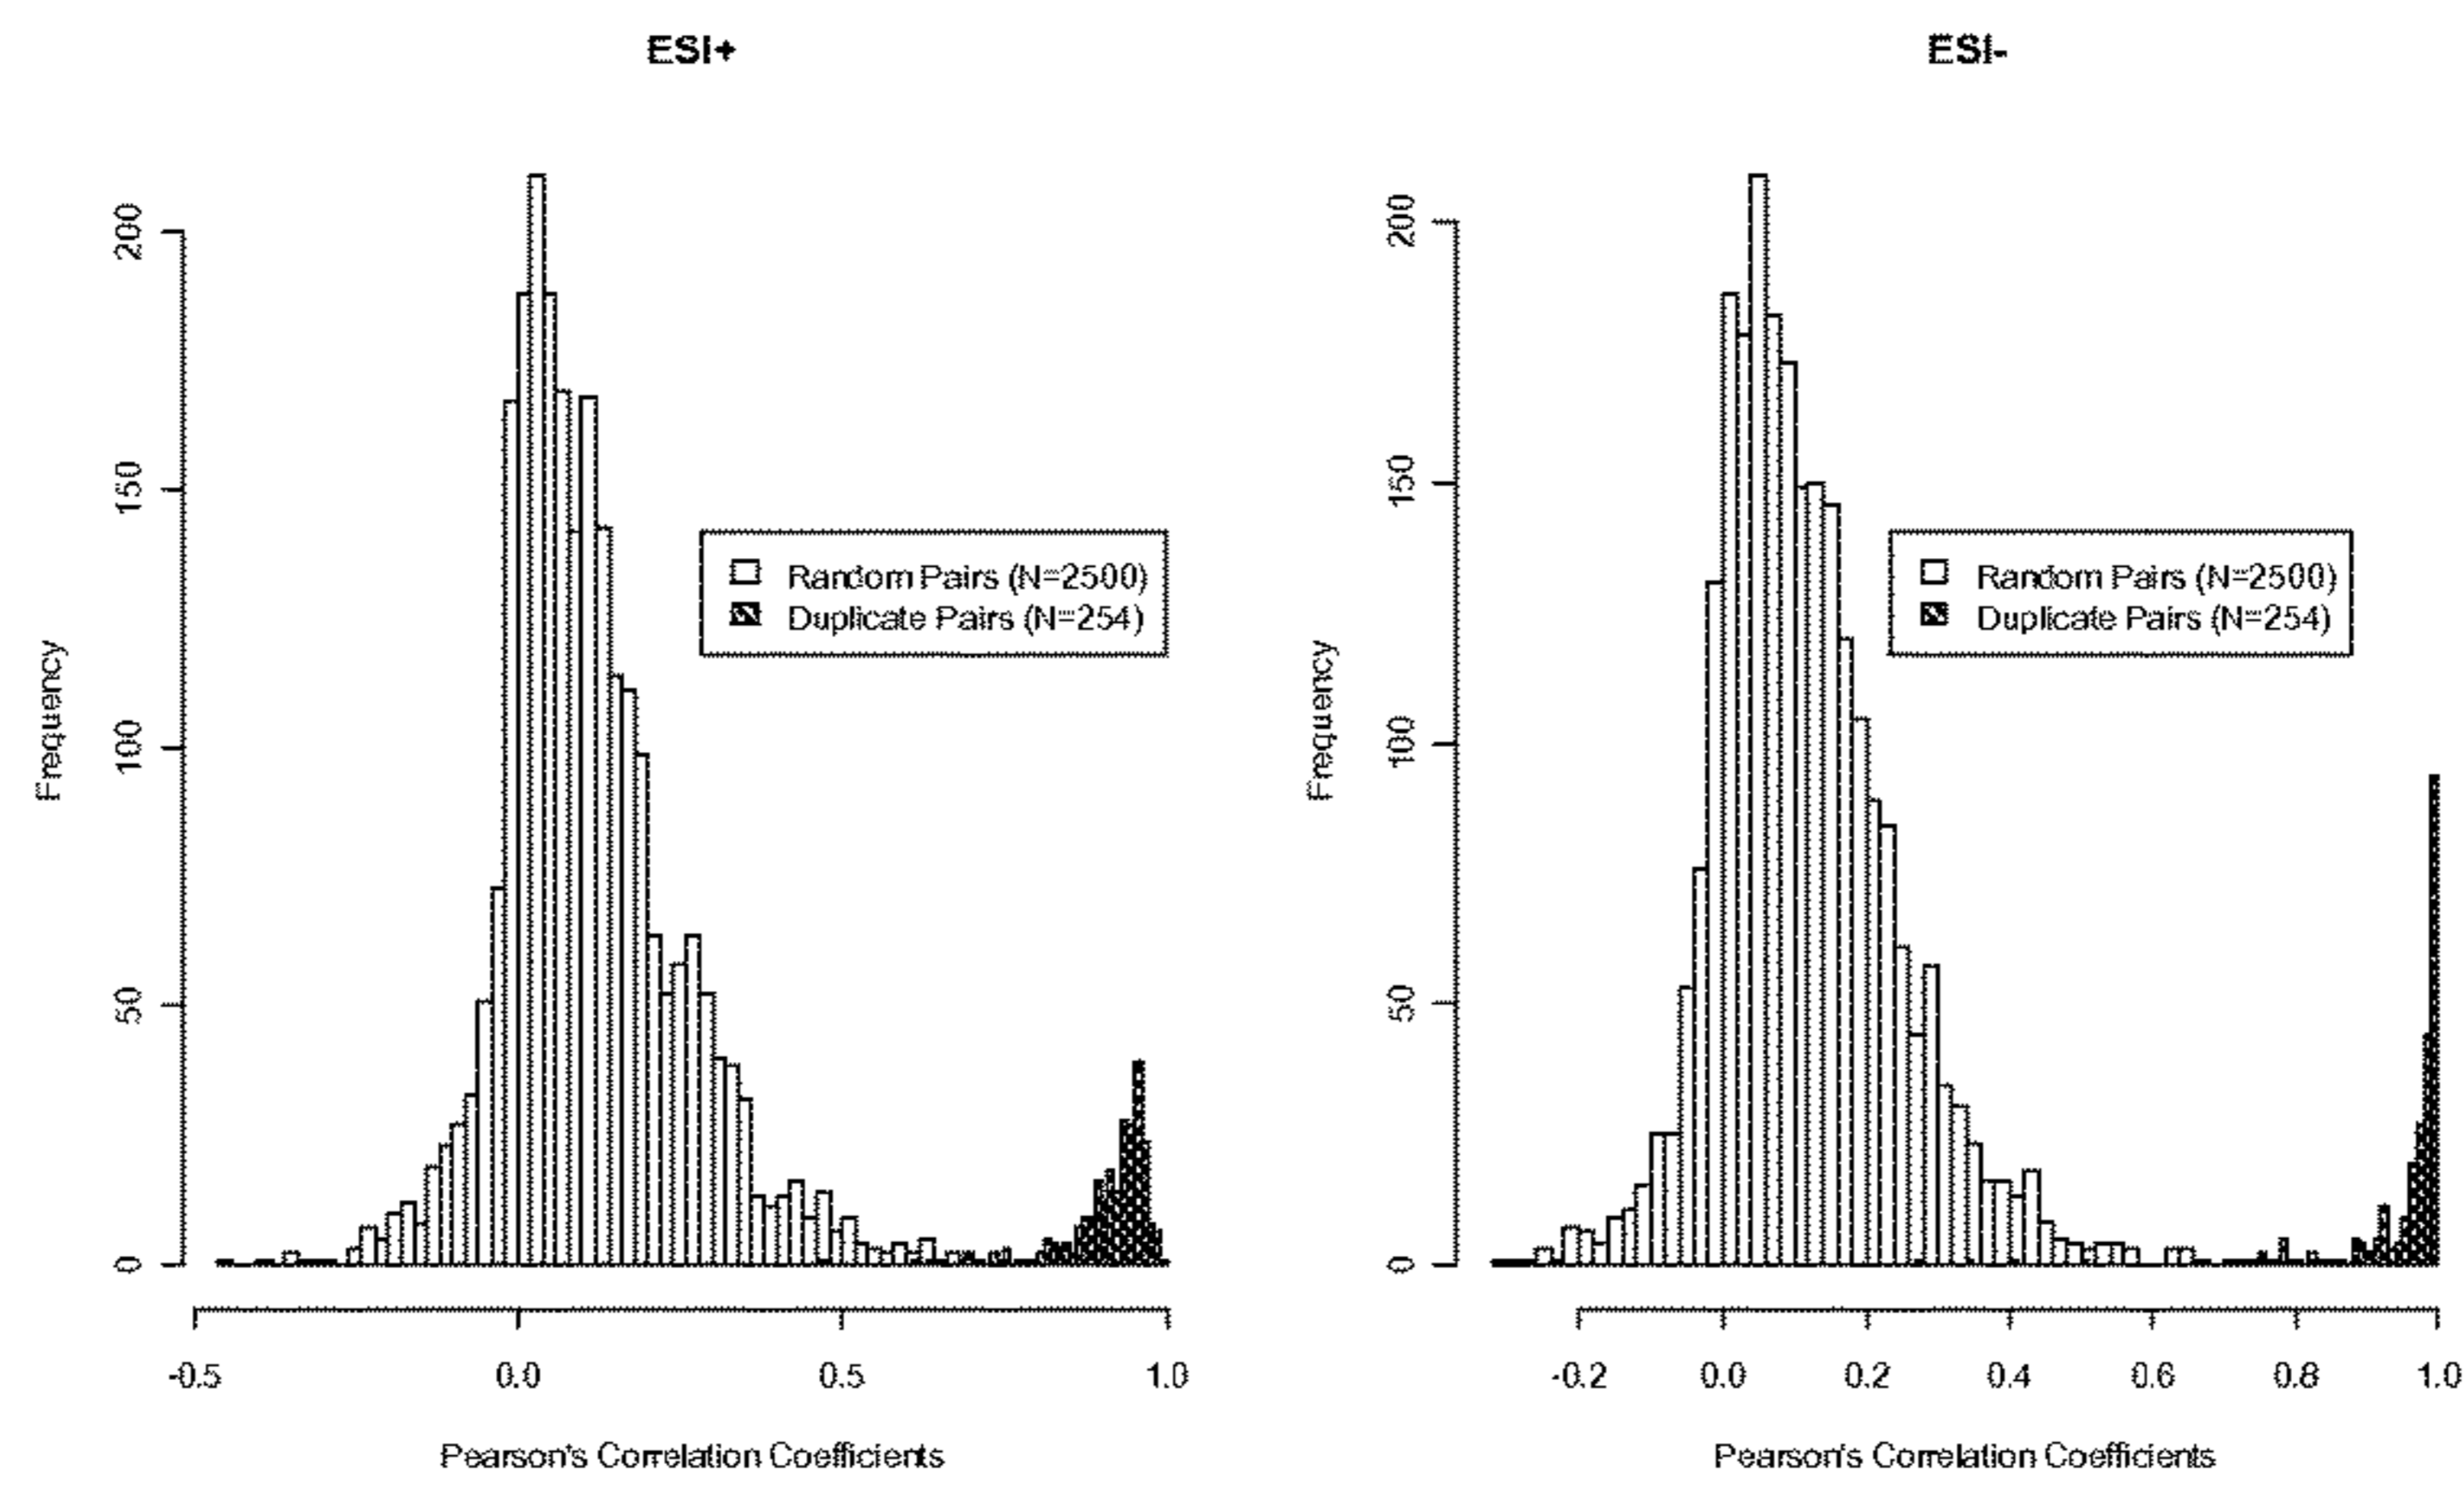 ESI+
Frequency
200
150
100
50
0
Random Pairs (N=2500)
Duplicate Pairs (N=254)
-0.5 0.0 0.5 1.0
Pearson's Correlation Coefficients
ESI-
Frequency
200
150
100
50
0
Random Pairs (N=2500)
Duplicate Pairs (N=254)
-0.2 0.0 0.2 0.4 0.6 0.8 1.0
Pearson's Correlation Coefficients